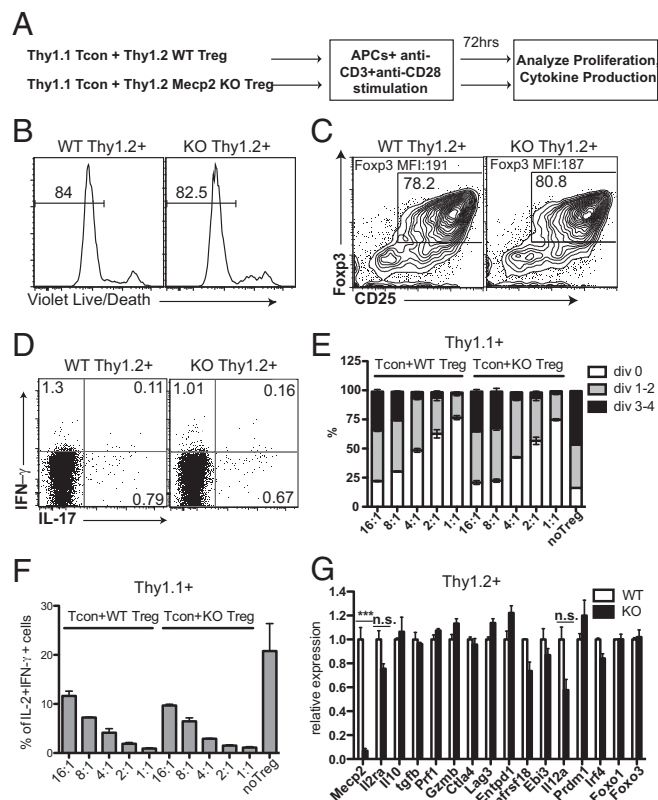 A
Thy1.1 Tcon + Thy1.2 WT Treg
Thy1.1 Tcon + Thy1.2 Mecp2 KO Treg
APCs+ anti-
CD3+anti-CD28
stimulation
72hrs
Analyze Proliferation,
Cytokine Production
B
WT Thy1.2+
KO Thy1.2+
84
82.5
Violet Live/Death
C
WT Thy1.2+
KO Thy1.2+
Foxp3 MFI:191
78.2
Foxp3 MFI:187
80.8
Foxp3
CD25
D
WT Thy1.2+
KO Thy1.2+
1.3
0.11
1.01
0.16
0.79
0.67
IFN-γ
IL-17
E
Thy1.1+
Tcon+WT Treg
Tcon+KO Treg
div 0
div 1-2
div 3-4
125
100
75
50
25
0
%
16:1
8:1
4:1
2:1
1:1
16:1
8:1
4:1
2:1
1:1
noTreg
F
Thy1.1+
Tcon+WT Treg
Tcon+KO Treg
30
20
10
0
% of IL-2+IFN-γ + cells
16:1
8:1
4:1
2:1
1:1
16:1
8:1
4:1
2:1
1:1
noTreg
G
Thy1.2+
WT
KO
1.4
1.2
1.0
0.8
0.6
0.4
0.2
0.0
relative expression
***
n.s.
n.s.
Mecp2
Il2ra
Il10
tgfb
Prf1
Gzmb
Ctla4
Lag3
Entpd1
nfrsf18
Ebi3
Il12a
Prdm1
Irf4
Foxo1
Foxo3